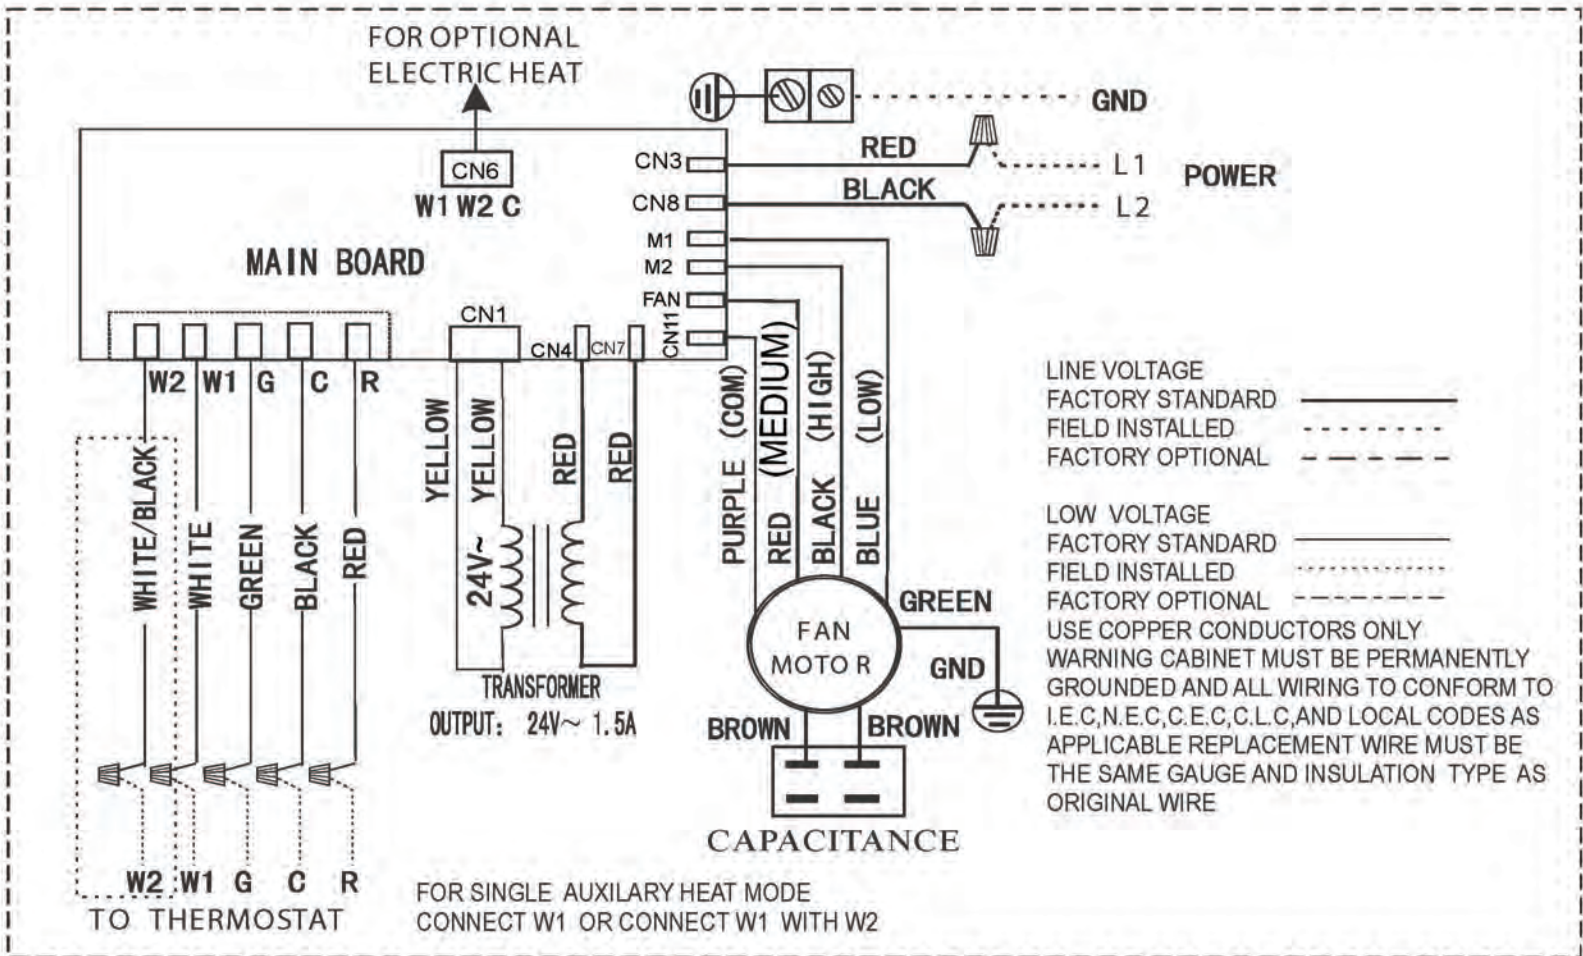 FOR OPTIONAL
ELECTRIC HEAT
GND
CN3
RED
L1
POWER
CN6
W1 W2 C
CN8
BLACK
L2
M1
M2
MAIN BOARD
FAN
CN11
CN1
CN4
CN7
W2 W1 G C R
YELLOW
YELLOW
RED
RED
24V~
TRANSFORMER
OUTPUT: 24V~ 1.5A
WHITE/BLACK
WHITE
GREEN
BLACK
RED
W2 W1 G C R
TO THERMOSTAT
PURPLE (COM)
RED (MEDIUM)
BLACK (HIGH)
BLUE (LOW)
FAN
MOTOR
GREEN
GND
BROWN
BROWN
CAPACITANCE
FOR SINGLE AUXILARY HEAT MODE
CONNECT W1 OR CONNECT W1 WITH W2
LINE VOLTAGE
FACTORY STANDARD
FIELD INSTALLED
FACTORY OPTIONAL
LOW VOLTAGE
FACTORY STANDARD
FIELD INSTALLED
FACTORY OPTIONAL
USE COPPER CONDUCTORS ONLY
WARNING CABINET MUST BE PERMANENTLY
GROUNDED AND ALL WIRING TO CONFORM TO
I.E.C,N.E.C,C.E.C,C.L.C,AND LOCAL CODES AS
APPLICABLE REPLACEMENT WIRE MUST BE
THE SAME GAUGE AND INSULATION TYPE AS
ORIGINAL WIRE